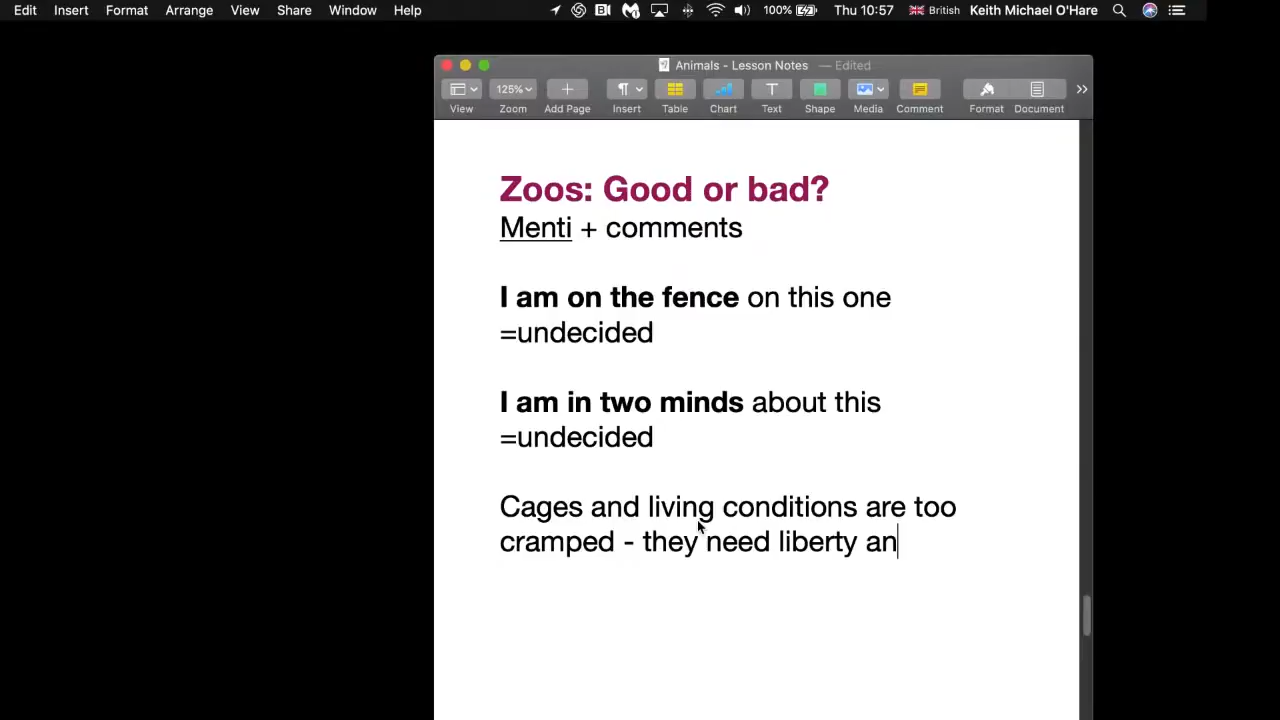 Edit Insert Format Arrange View Share Window Help 100% Thu 10:57 British Keith Michael O'Hare
Animals - Lesson Notes — Edited
125%
View Zoom Add Page Insert Table Chart Text Shape Media Comment Format Document
Zoos: Good or bad?
Menti + comments
I am on the fence on this one
=undecided
I am in two minds about this
=undecided
Cages and living conditions are too
cramped - they need liberty an